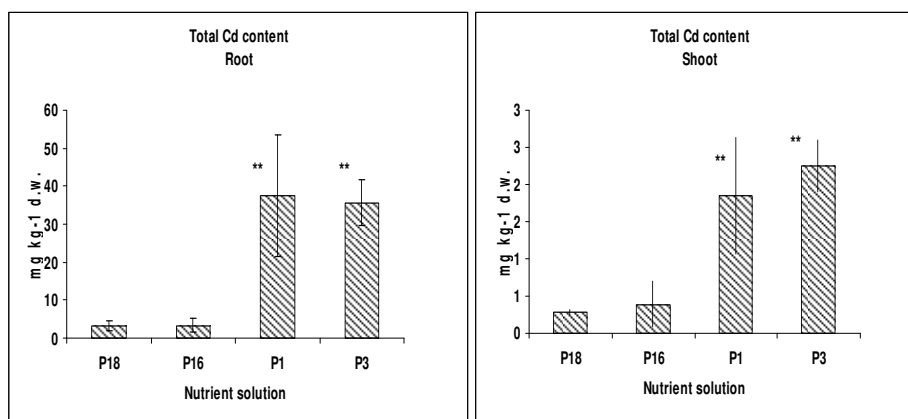 Total Cd content
Root
60
50
40
30
20
10
0
mg kg-1 d.w.
**
**
P18 P16 P1 P3
Nutrient solution
Total Cd content
Shoot
3
3
2
2
1
1
0
mg kg-1 d.w.
**
**
P18 P16 P1 P3
Nutrient solution